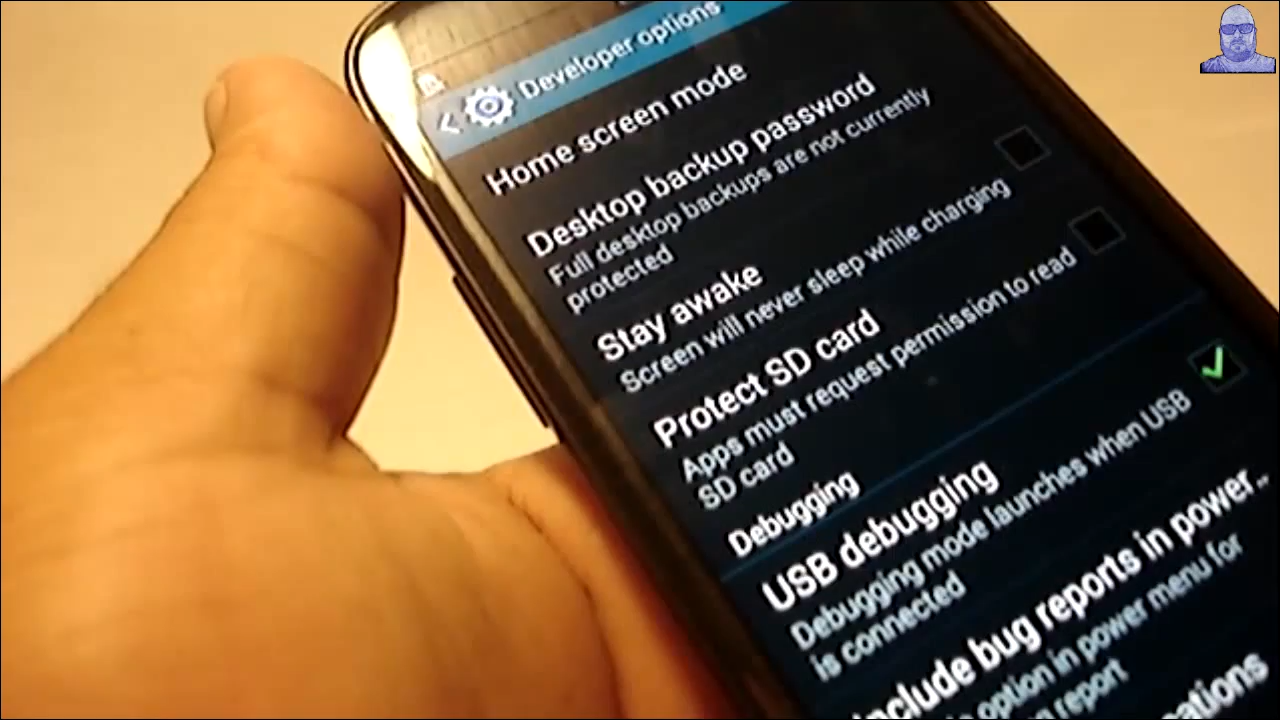 Developer options
Home screen mode
Desktop backup password
Full desktop backups are not currently
protected
Stay awake
Screen will never sleep while charging
Protect SD card
Apps must request permission to read
SD card
Debugging
USB debugging
Debugging mode launches when USB
is connected
Include bug reports in power..
option in power menu for
report